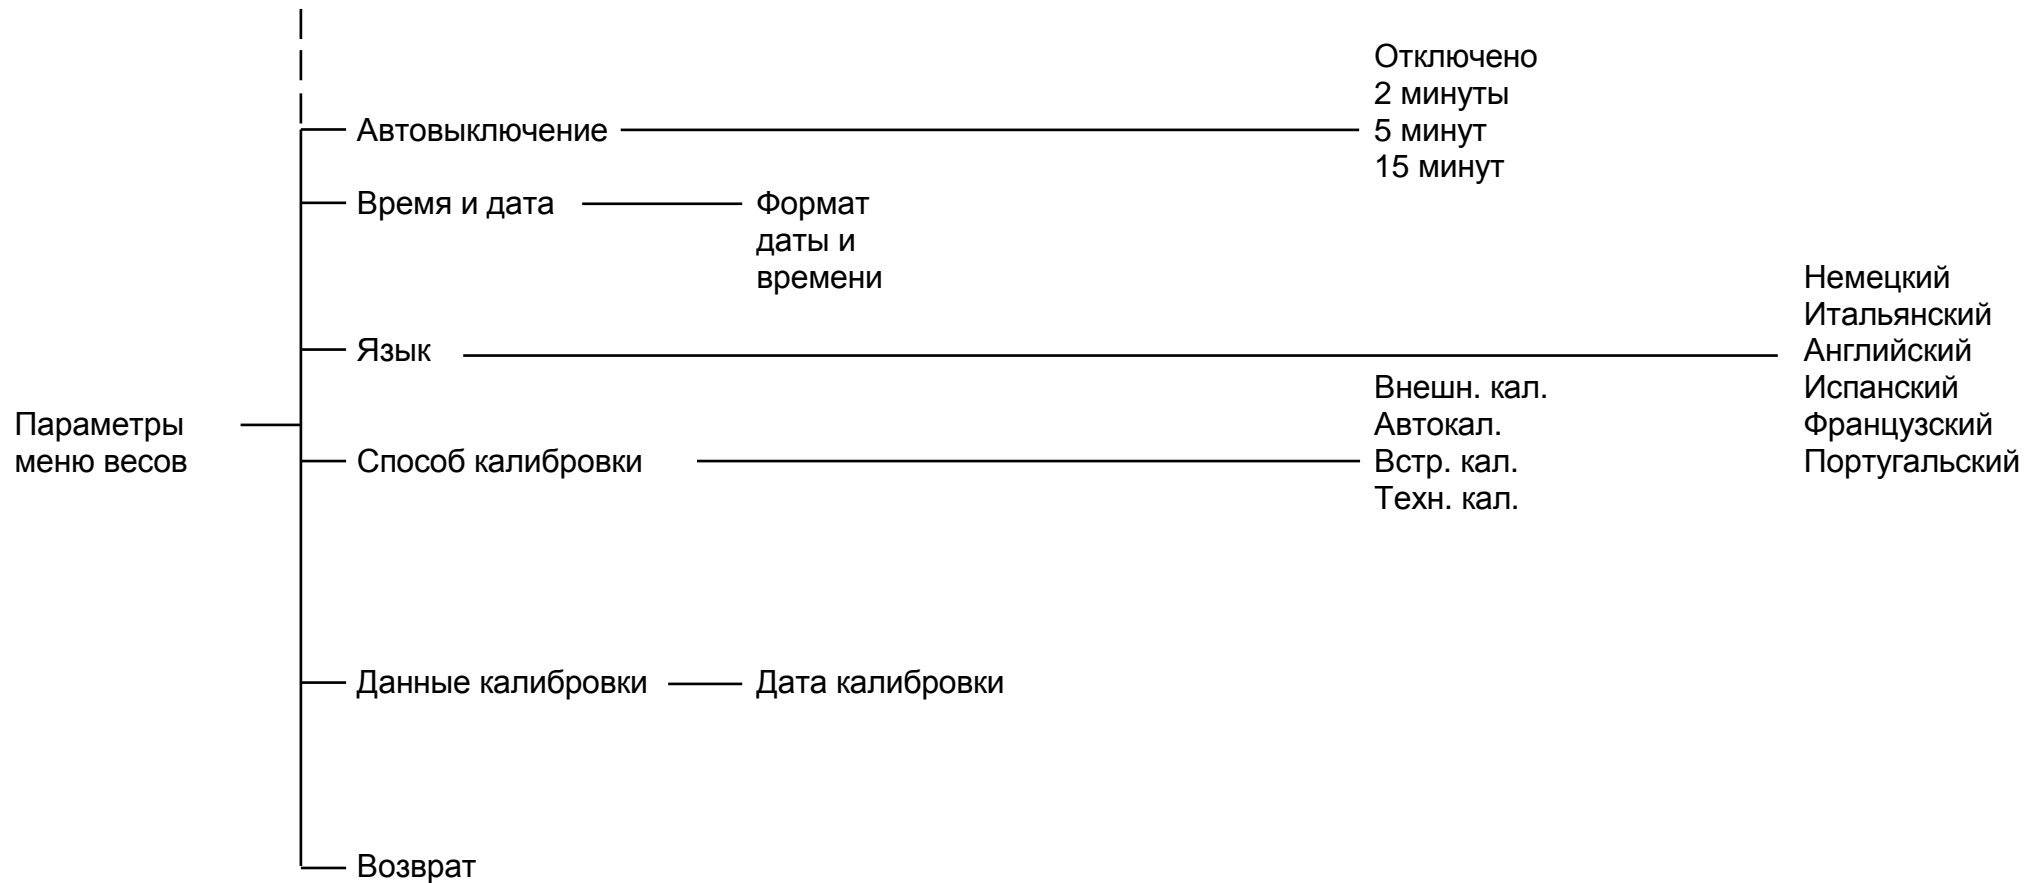 Отключено
2 минуты
Автовыключение
5 минут
15 минут
Время и дата
Формат
даты и
времени
Немецкий
Итальянский
Язык
Английский
Внешн. кал.
Испанский
Параметры
меню весов
Автокал.
Французский
Способ калибровки
Встр. кал.
Португальский
Техн. кал.
Данные калибровки
Дата калибровки
Возврат